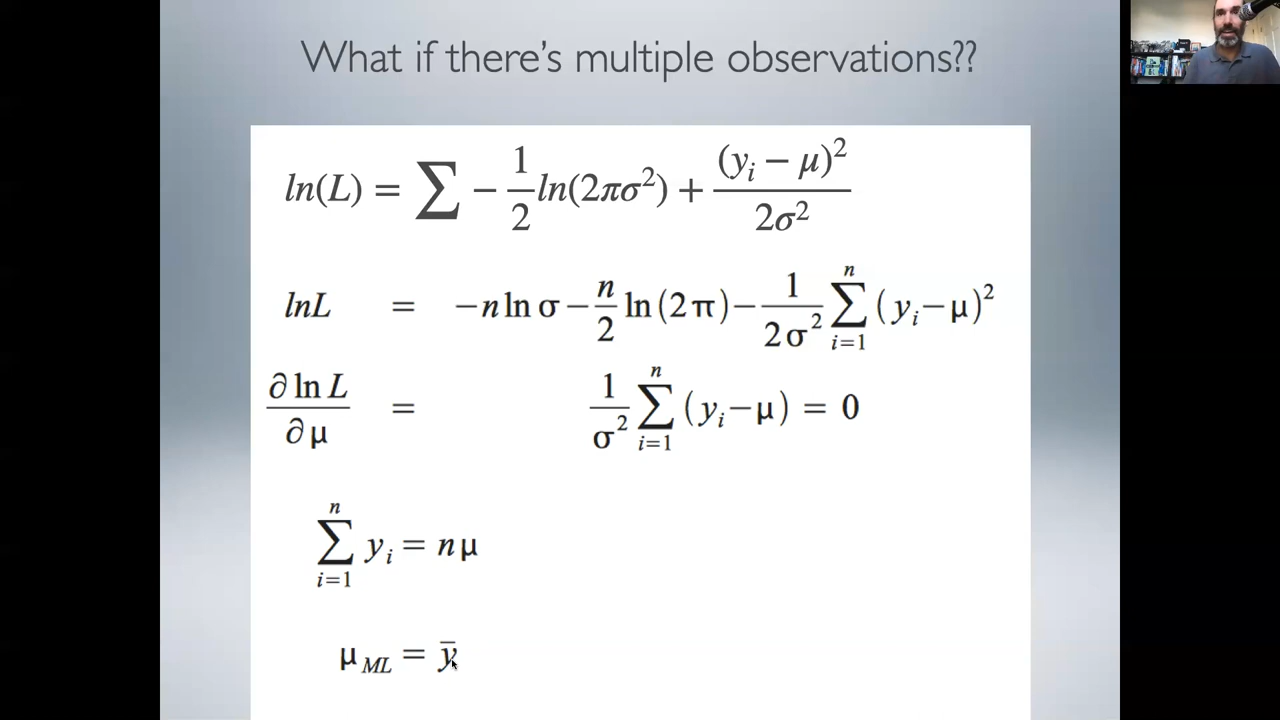 What if there's multiple observations??
ln(L) = ∑ − 1/2 ln(2πσ²) + (yᵢ − μ)² / 2σ²
lnL = −n ln σ − n/2 ln (2π) − 1/2σ² ∑ᵢ₌₁ⁿ (yᵢ − μ)²
∂ ln L / ∂ μ = 1/σ² ∑ᵢ₌₁ⁿ (yᵢ − μ) = 0
∑ᵢ₌₁ⁿ yᵢ = n μ
μ_ML = ȳ